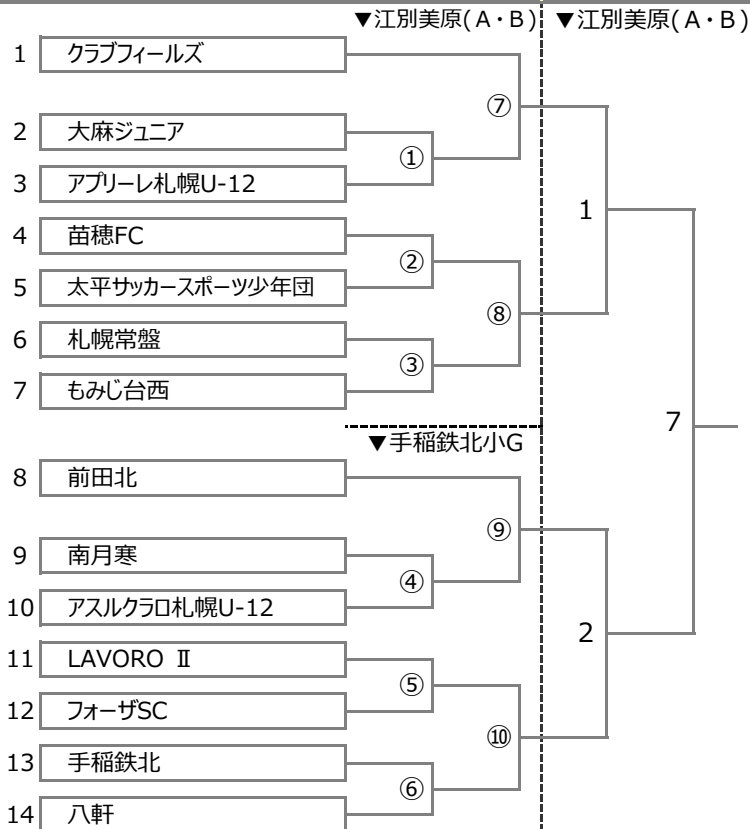 ▼江別美原(A・B) ▼江別美原(A・B)
1 クラブフィールズ
⑦
2 大麻ジュニア
①
3 アプリーレ札幌U-12
1
4 苗穂FC
②
5 太平サッカースポーツ少年団
⑧
6 札幌常盤
③
7 もみじ台西
7
▼手稲鉄北小G
8 前田北
⑨
9 南月寒
④
10 アスルクラロ札幌U-12
2
11 LAVORO Ⅱ
⑤
12 フォーザSC
⑩
13 手稲鉄北
⑥
14 八軒